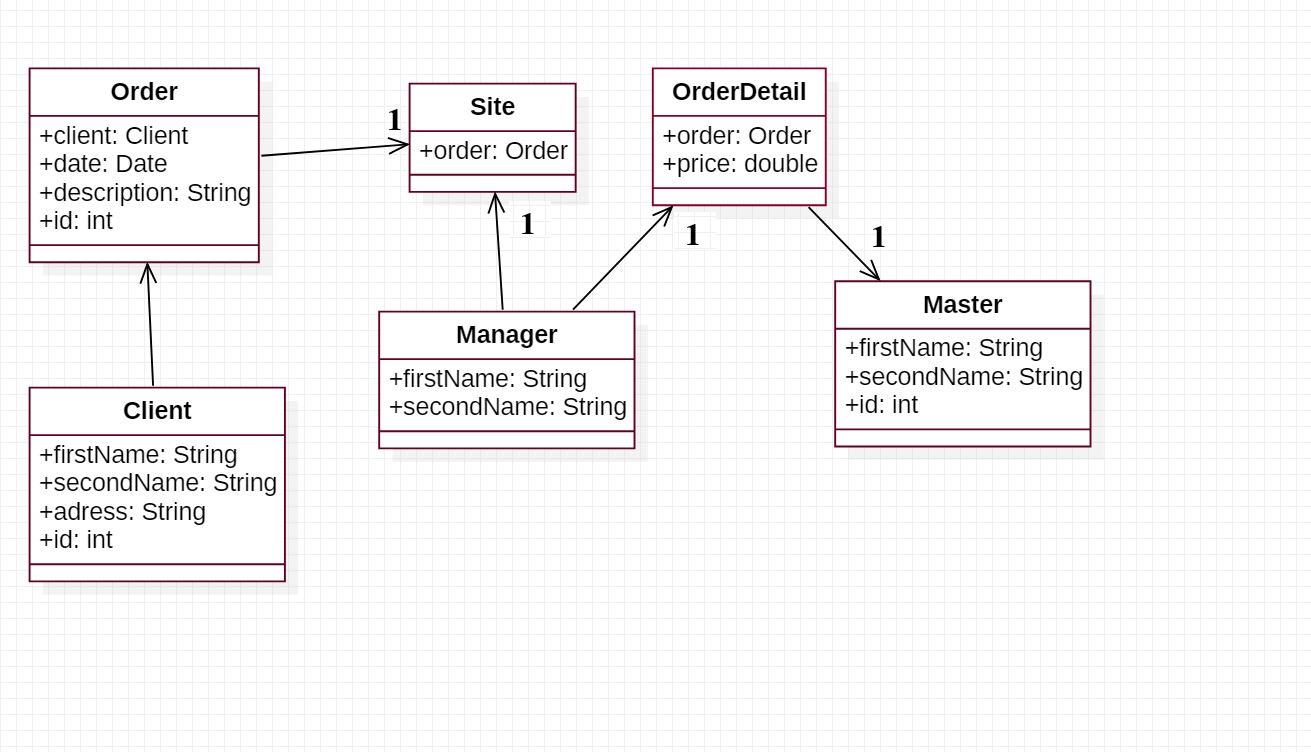 Order
+client: Client
+date: Date
+description: String
+id: int
1
Site
+order: Order
1
OrderDetail
+order: Order
+price: double
1
1
Client
+firstName: String
+secondName: String
+adress: String
+id: int
Manager
+firstName: String
+secondName: String
Master
+firstName: String
+secondName: String
+id: int